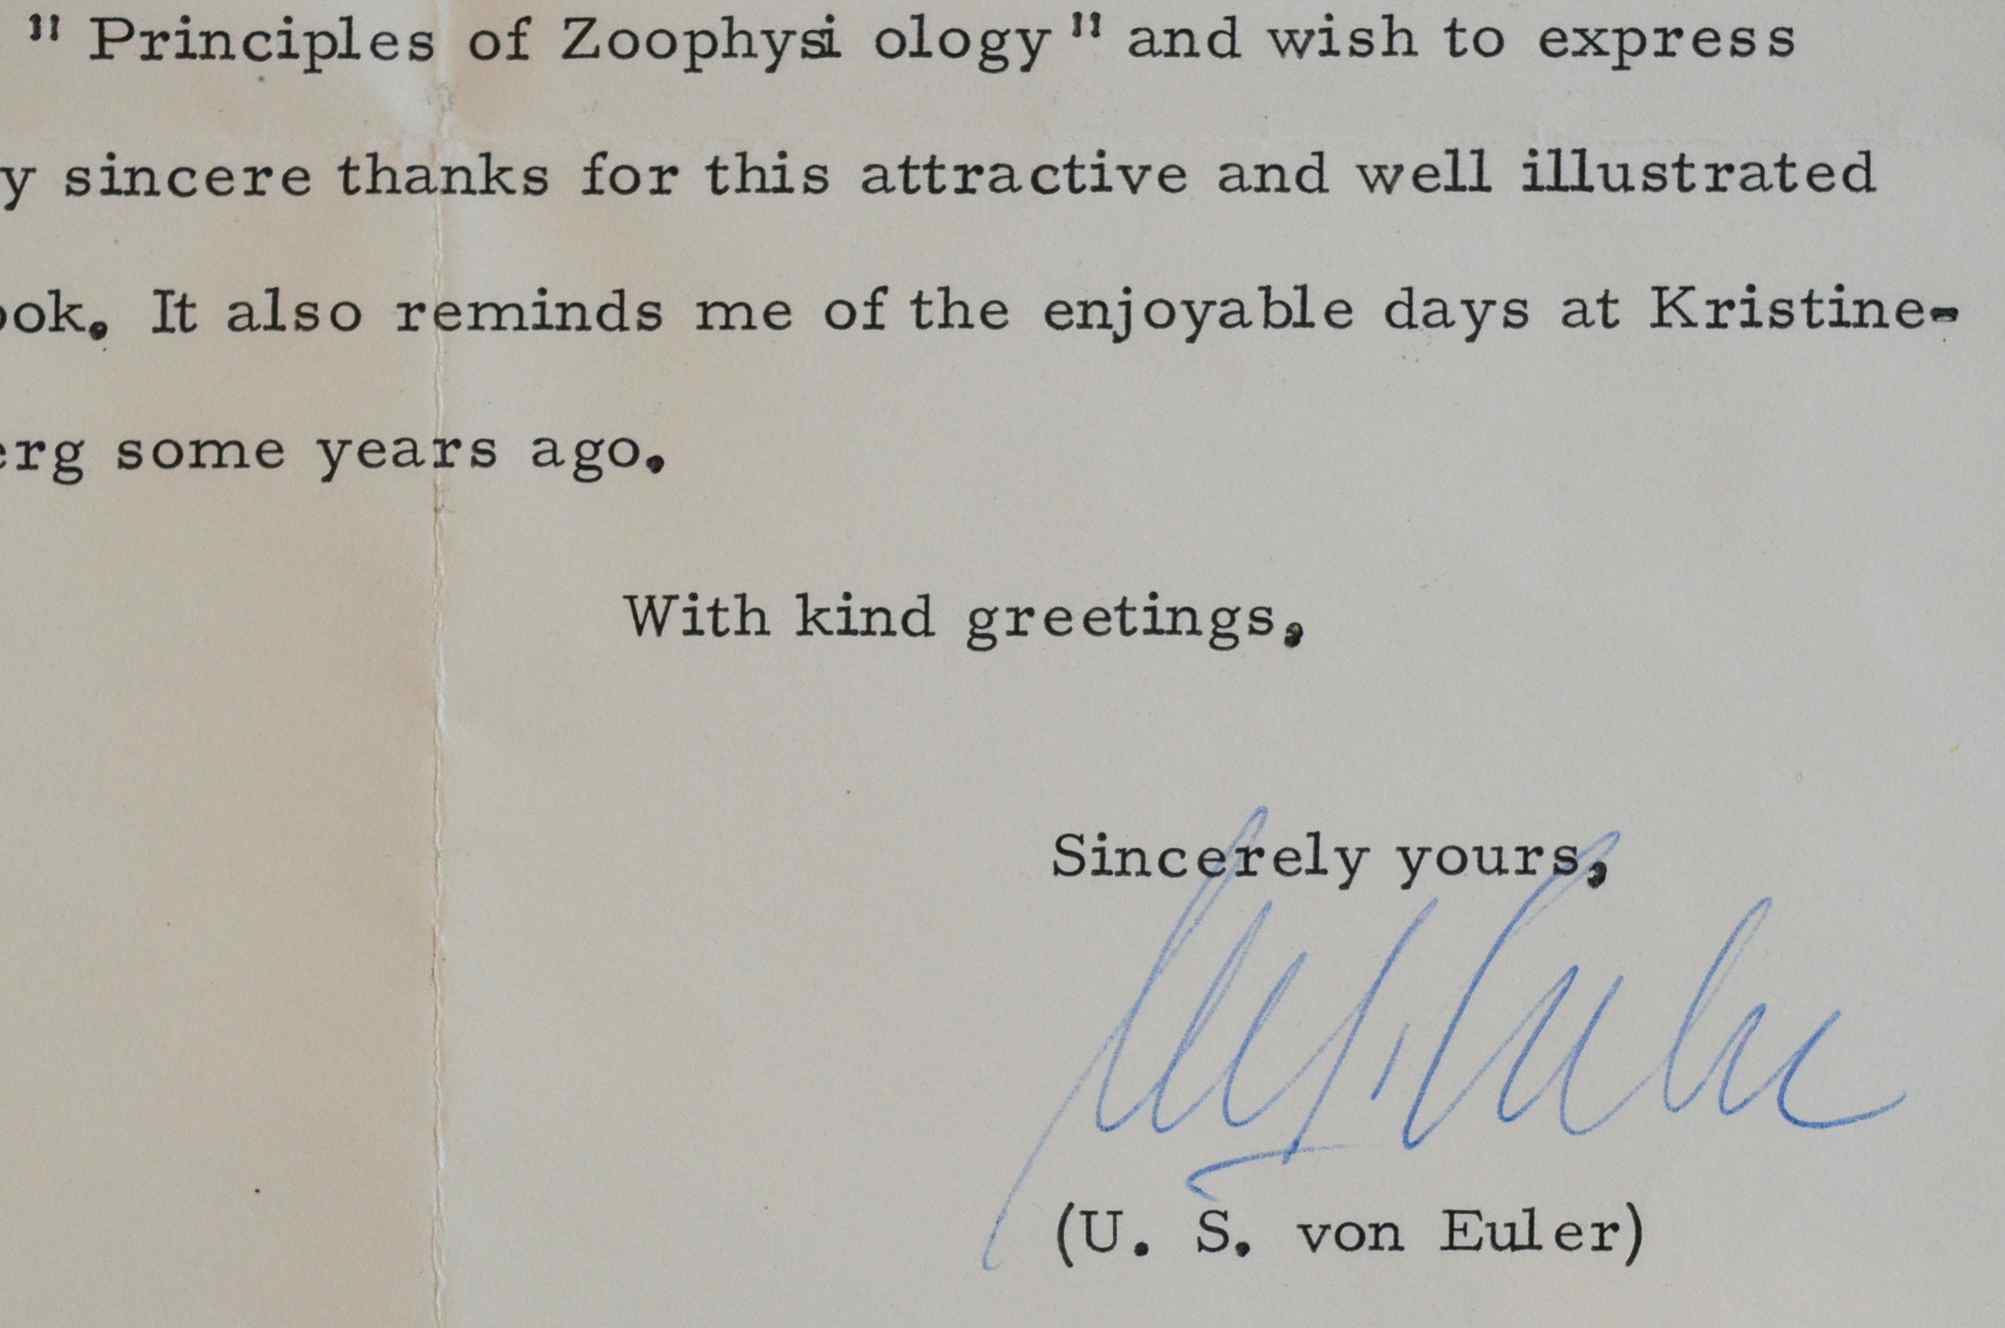 " Principles of Zoophysi ology " and wish to express
y sincere thanks for this attractive and well illustrated
ook. It also reminds me of the enjoyable days at Kristine-
erg some years ago.
With kind greetings,
Sincerely yours,
(U. S. von Euler)